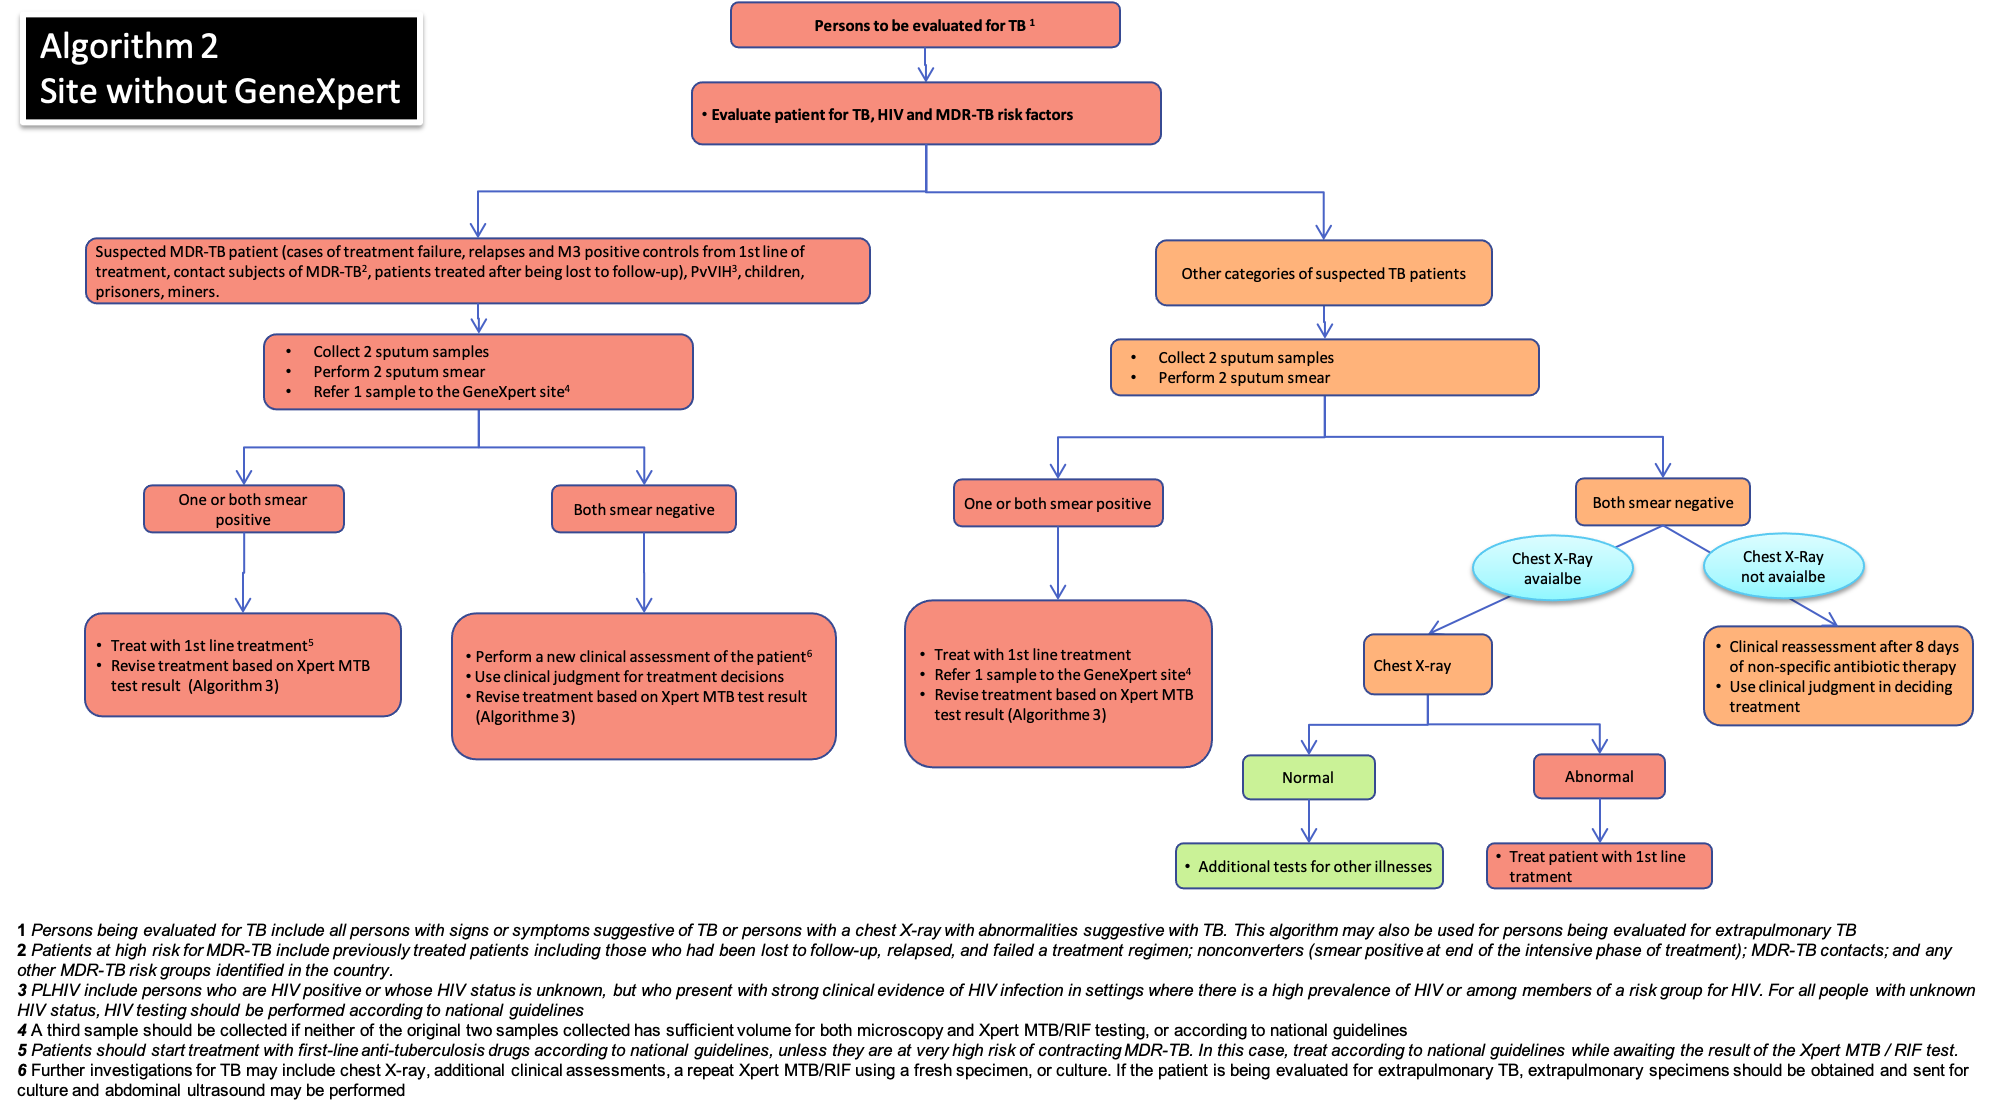 Algorithm 2
Site without GeneXpert
Persons to be evaluated for TB ¹
• Evaluate patient for TB, HIV and MDR-TB risk factors
Suspected MDR-TB patient (cases of treatment failure, relapses and M3 positive controls from 1st line of
treatment, contact subjects of MDR-TB², patients treated after being lost to follow-up), PvVIH³, children,
prisoners, miners.
• Collect 2 sputum samples
• Perform 2 sputum smear
• Refer 1 sample to the GeneXpert site⁴
One or both smear
positive
Both smear negative
• Treat with 1st line treatment⁵
• Revise treatment based on Xpert MTB
test result (Algorithm 3)
• Perform a new clinical assessment of the patient⁶
• Use clinical judgment for treatment decisions
• Revise treatment based on Xpert MTB test result
(Algorithme 3)
Other categories of suspected TB patients
• Collect 2 sputum samples
• Perform 2 sputum smear
One or both smear positive
Both smear negative
• Treat with 1st line treatment
• Refer 1 sample to the GeneXpert site⁴
• Revise treatment based on Xpert MTB
test result (Algorithme 3)
Chest X-Ray
avaialbe
Chest X-Ray
not avaialbe
Chest X-ray
• Clinical reassessment after 8 days
of non-specific antibiotic therapy
• Use clinical judgment in deciding
treatment
Normal
Abnormal
• Additional tests for other illnesses
• Treat patient with 1st line
tratment
1 Persons being evaluated for TB include all persons with signs or symptoms suggestive of TB or persons with a chest X-ray with abnormalities suggestive with TB. This algorithm may also be used for persons being evaluated for extrapulmonary TB
2 Patients at high risk for MDR-TB include previously treated patients including those who had been lost to follow-up, relapsed, and failed a treatment regimen; nonconverters (smear positive at end of the intensive phase of treatment); MDR-TB contacts; and any
other MDR-TB risk groups identified in the country.
3 PLHIV include persons who are HIV positive or whose HIV status is unknown, but who present with strong clinical evidence of HIV infection in settings where there is a high prevalence of HIV or among members of a risk group for HIV. For all people with unknown
HIV status, HIV testing should be performed according to national guidelines
4 A third sample should be collected if neither of the original two samples collected has sufficient volume for both microscopy and Xpert MTB/RIF testing, or according to national guidelines
5 Patients should start treatment with first-line anti-tuberculosis drugs according to national guidelines, unless they are at very high risk of contracting MDR-TB. In this case, treat according to national guidelines while awaiting the result of the Xpert MTB / RIF test.
6 Further investigations for TB may include chest X-ray, additional clinical assessments, a repeat Xpert MTB/RIF using a fresh specimen, or culture. If the patient is being evaluated for extrapulmonary TB, extrapulmonary specimens should be obtained and sent for
culture and abdominal ultrasound may be performed